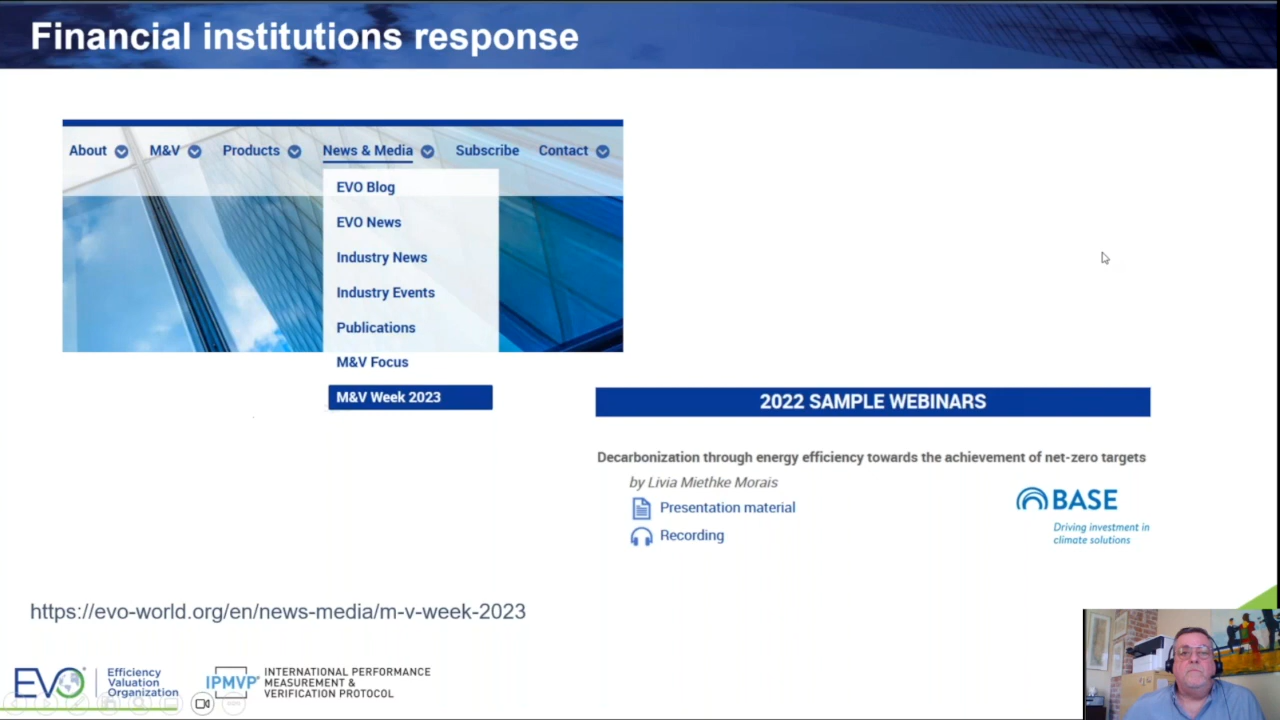 Financial institutions response
About M&V Products News & Media Subscribe Contact
EVO Blog
EVO News
Industry News
Industry Events
Publications
M&V Focus
M&V Week 2023
2022 SAMPLE WEBINARS
Decarbonization through energy efficiency towards the achievement of net-zero targets
by Livia Miethke Morais
Presentation material
Recording
BASE
Driving investment in
climate solutions
https://evo-world.org/en/news-media/m-v-week-2023
EVO
Efficiency
Valuation
Organization
IPMVP
INTERNATIONAL PERFORMANCE
MEASUREMENT &
VERIFICATION PROTOCOL